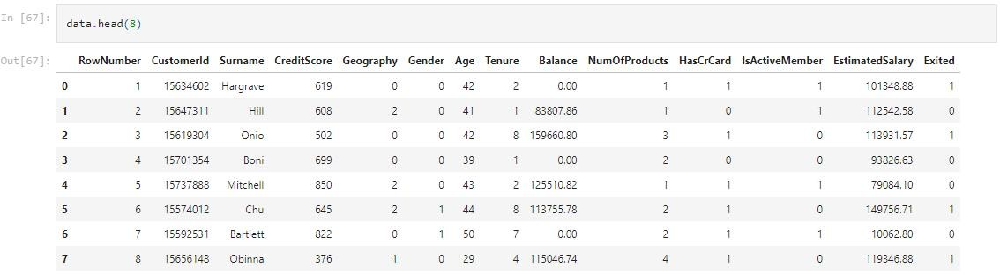 In [67]: data.head(8)
Out[67]: RowNumber CustomerId Surname CreditScore Geography Gender Age Tenure Balance NumOfProducts HasCrCard IsActiveMember EstimatedSalary Exited
0 1 15634602 Hargrave 619 0 0 42 2 0.00 1 1 1 101348.88 1
1 2 15647311 Hill 608 2 0 41 1 83807.86 1 0 1 112542.58 0
2 3 15619304 Onio 502 0 0 42 8 159660.80 3 1 0 113931.57 1
3 4 15701354 Boni 699 0 0 39 1 0.00 2 0 0 93826.63 0
4 5 15737888 Mitchell 850 2 0 43 2 125510.82 1 1 1 79084.10 0
5 6 15574012 Chu 645 2 1 44 8 113755.78 2 1 0 149756.71 1
6 7 15592531 Bartlett 822 0 1 50 7 0.00 2 1 1 10062.80 0
7 8 15656148 Obinna 376 1 0 29 4 115046.74 4 1 0 119346.88 1